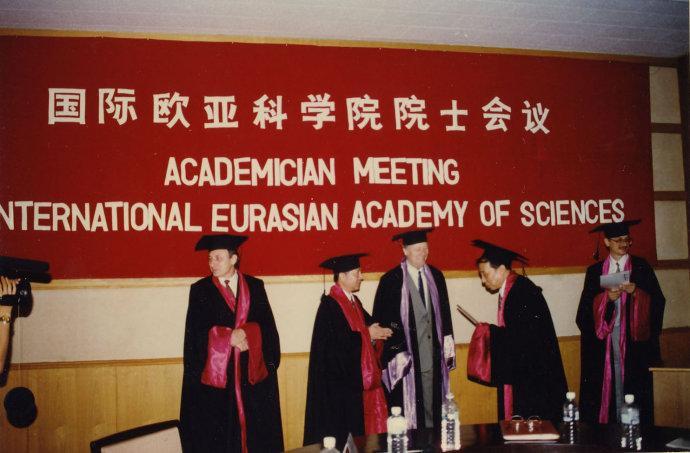 国际欧亚科学院院士会议
ACADEMICIAN MEETING
INTERNATIONAL EURASIAN ACADEMY OF SCIENCES